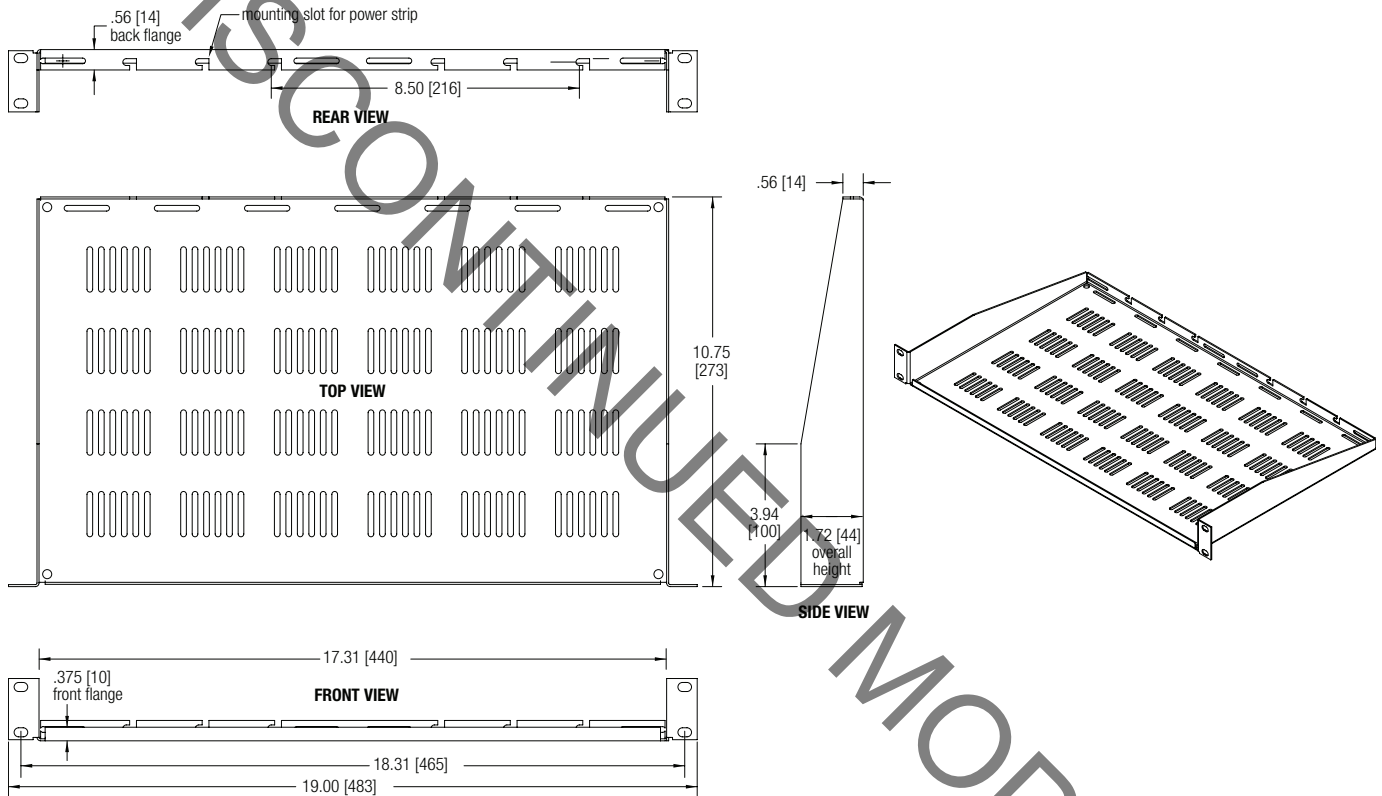 .56 [14]
back flange
mounting slot for power strip
8.50 [216]
REAR VIEW
.56 [14]
10.75
[273]
TOP VIEW
3.94
[100]
1.72 [44]
overall
height
SIDE VIEW
17.31 [440]
.375 [10]
front flange
FRONT VIEW
18.31 [465]
19.00 [483]
ISCONTINUED MOD